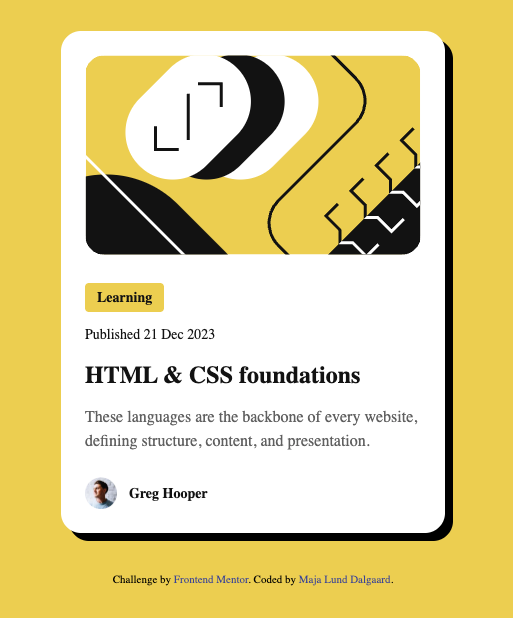 Learning
Published 21 Dec 2023
HTML & CSS foundations
These languages are the backbone of every website,
defining structure, content, and presentation.
Greg Hooper
Challenge by Frontend Mentor. Coded by Maja Lund Dalgaard.